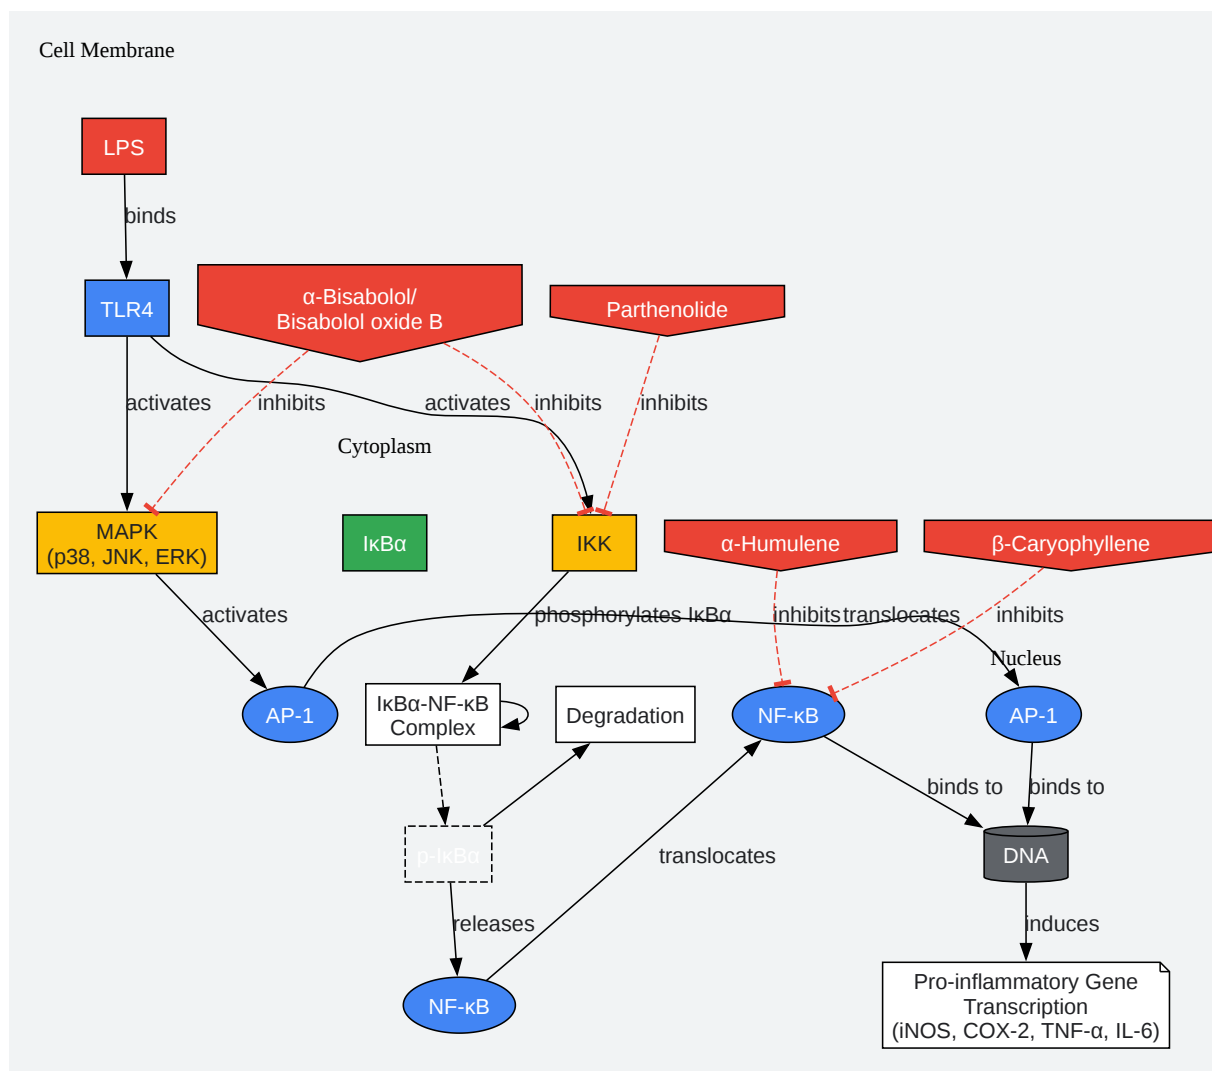 Cell Membrane
LPS
binds
TLR4
α-Bisabolol/
Bisabolol oxide B
Parthenolide
activates
inhibits
activates
inhibits
inhibits
Cytoplasm
MAPK
(p38, JNK, ERK)
IκBα
IKK
α-Humulene
β-Caryophyllene
activates
phosphorylates IκBα
inhibits
translocates
inhibits
Nucleus
AP-1
IκBα-NF-κB
Complex
Degradation
NF-κB
AP-1
binds to
binds to
p-IκBα
translocates
DNA
releases
induces
NF-κB
Pro-inflammatory Gene
Transcription
(iNOS, COX-2, TNF-α, IL-6)